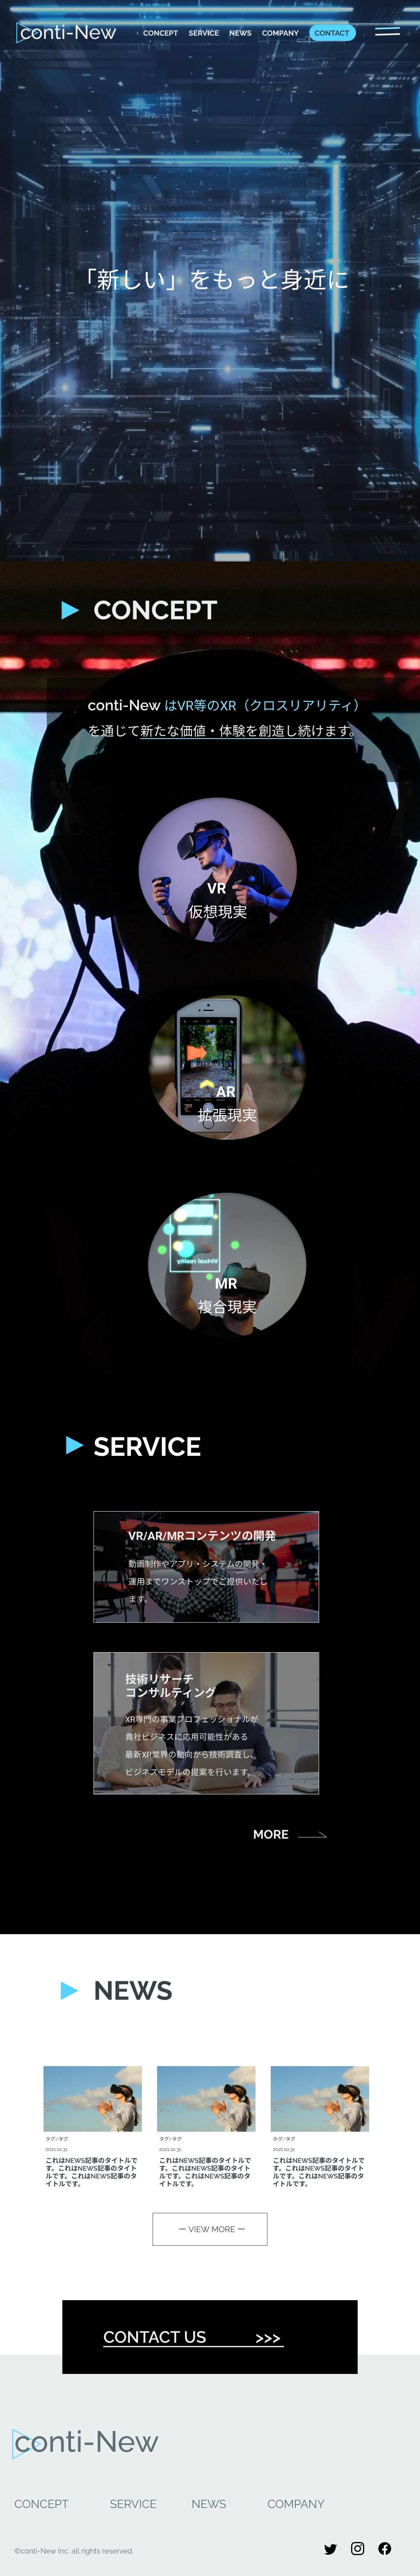 conti-New
CONCEPT SERVICE NEWS COMPANY CONTACT
「新しい」をもっと身近に
CONCEPT
conti-New はVR等のXR（クロスリアリティ）
を通じて新たな価値・体験を創造し続けます。
VR
仮想現実
AR
拡張現実
Virtual reality
MR
複合現実
SERVICE
VR/AR/MRコンテンツの開発
動画制作やアプリ・システムの開発・
運用までワンストップでご提供いたし
ます。
技術リサーチ
コンサルティング
XR専門の事業プロフェッショナルが
貴社ビジネスに応用可能性がある
最新XR業界の動向から技術調査し、
ビジネスモデルの提案を行います。
MORE
NEWS
タグ/タグ
2021.10.31
これはNEWS記事のタイトルで
す。これはNEWS記事のタイト
ルです。これはNEWS記事のタ
イトルです。
タグ/タグ
2021.10.31
これはNEWS記事のタイトルで
す。これはNEWS記事のタイト
ルです。これはNEWS記事のタ
イトルです。
タグ/タグ
2021.10.31
これはNEWS記事のタイトルで
す。これはNEWS記事のタイト
ルです。これはNEWS記事のタ
イトルです。
ー VIEW MORE ー
CONTACT US >>>
conti-New
CONCEPT SERVICE NEWS COMPANY
©conti-New Inc. all rights reserved.